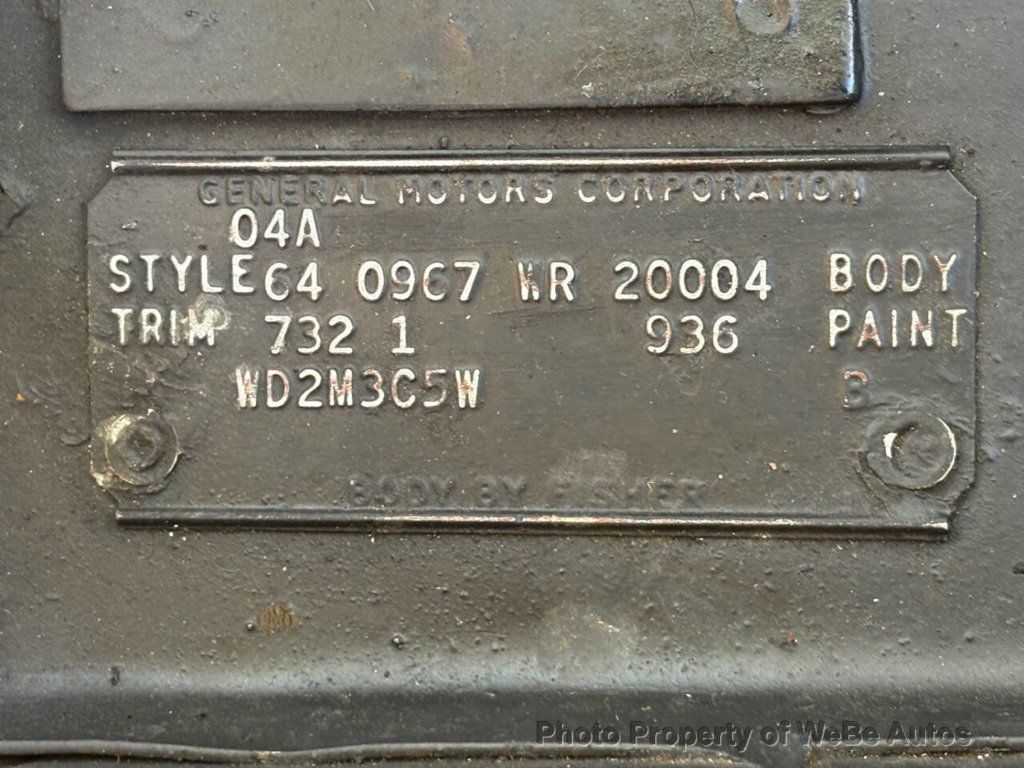 GENERAL MOTORS CORPORATION
04A
STYLE 64 0967 WR 20004 BODY
TRIM 732 1 936 PAINT
WD2M3C5W B
BODY BY FISHER
Photo Property of WeBe Autos